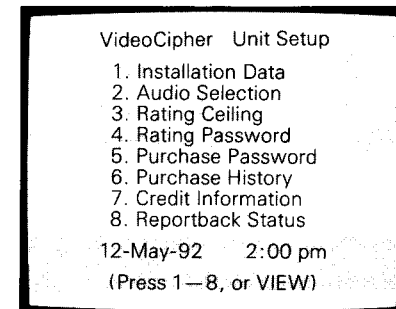 VideoCipher Unit Setup
1. Installation Data
2. Audio Selection
3. Rating Ceiling
4. Rating Password
5. Purchase Password
6. Purchase History
7. Credit Information
8. Reportback Status
12-May-92 2:00 pm
(Press 1—8, or VIEW)